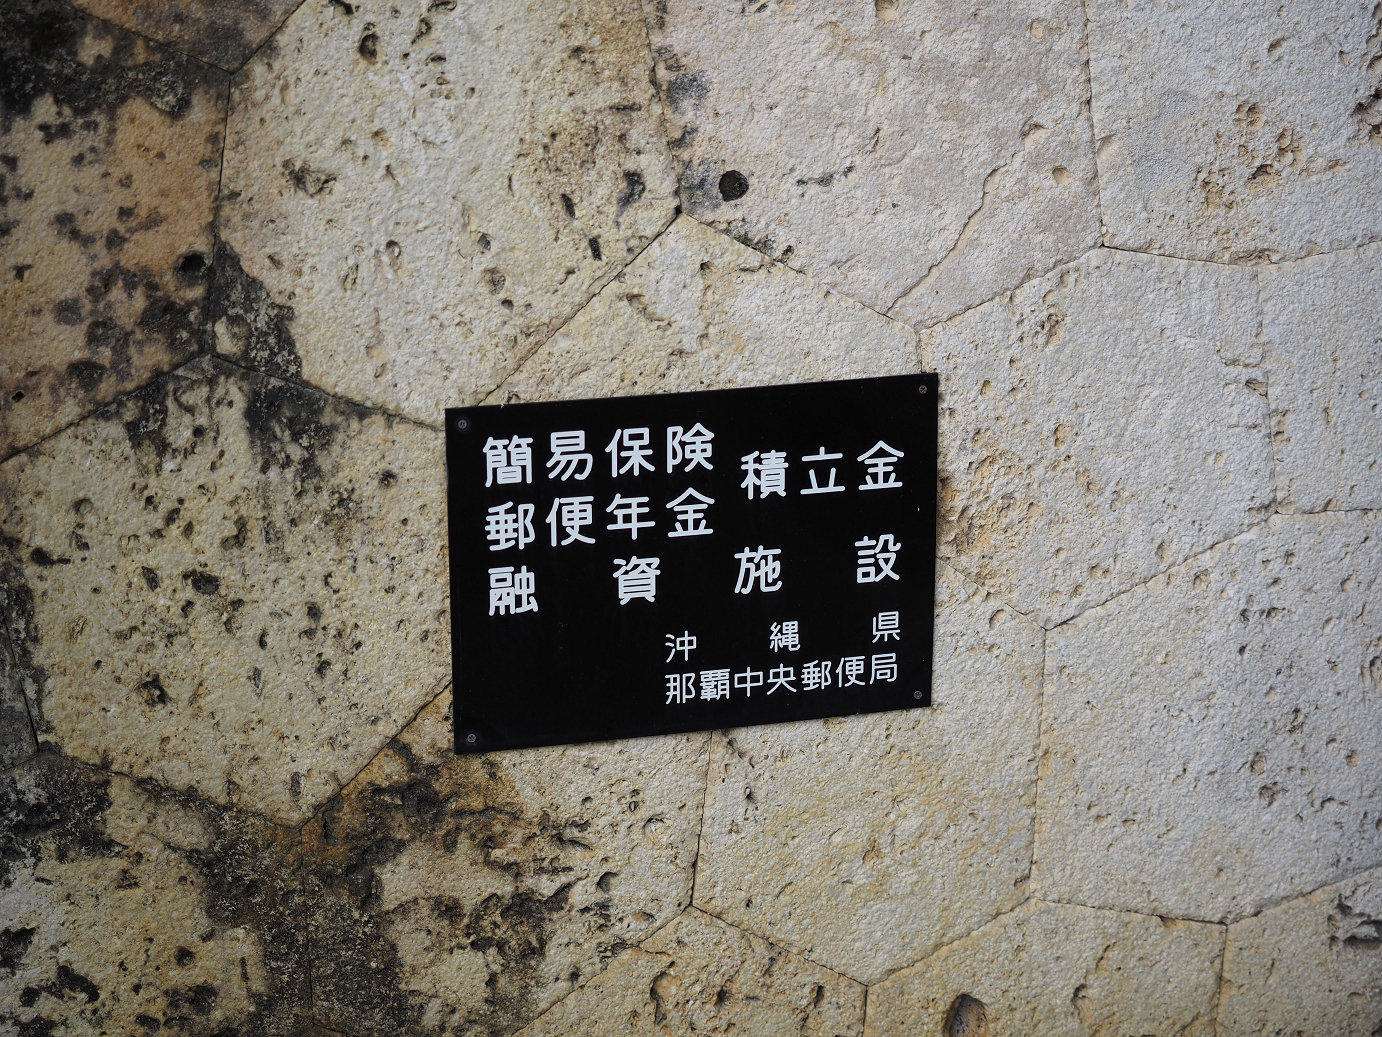 簡易保険
郵便年金
積立金
融資施設
沖縄県
那覇中央郵便局